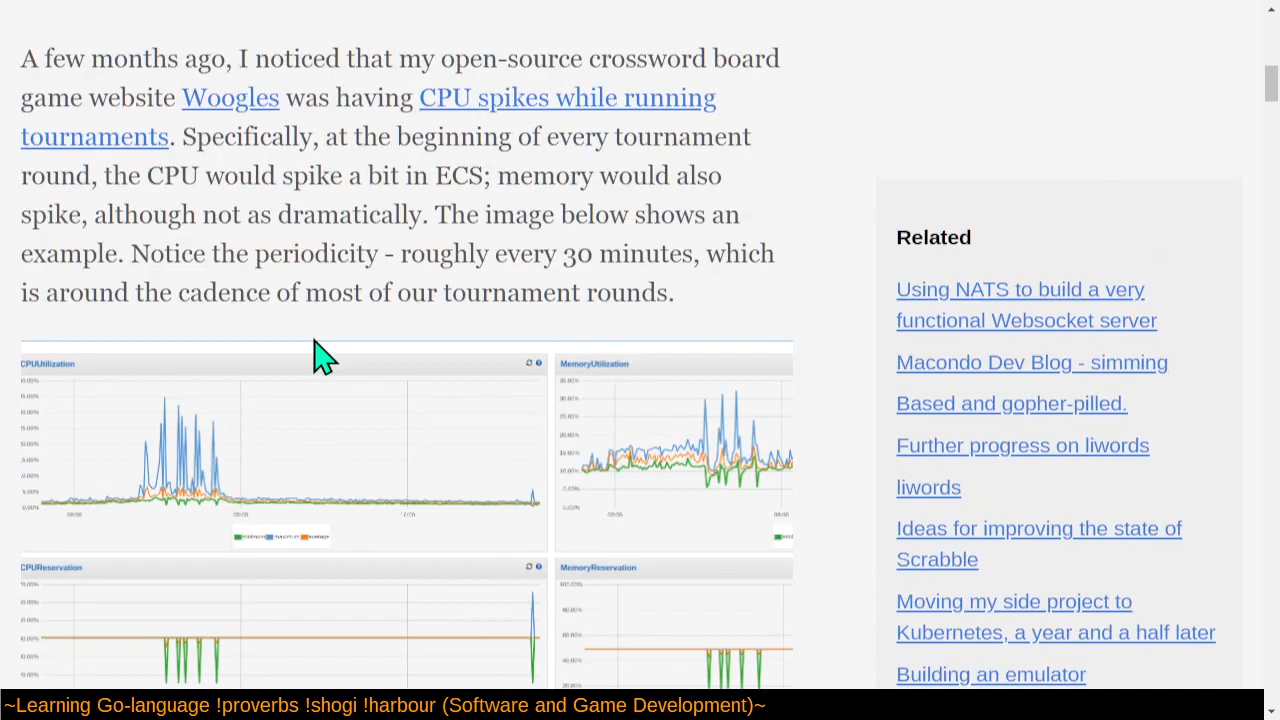 A few months ago, I noticed that my open-source crossword board
game website Woogles was having CPU spikes while running
tournaments. Specifically, at the beginning of every tournament
round, the CPU would spike a bit in ECS; memory would also
spike, although not as dramatically. The image below shows an
example. Notice the periodicity - roughly every 30 minutes, which
is around the cadence of most of our tournament rounds.
CPUUtilization
MemoryUtilization
CPUReservation
MemoryReservation
Related
Using NATS to build a very
functional Websocket server
Macondo Dev Blog - simming
Based and gopher-pilled.
Further progress on liwords
liwords
Ideas for improving the state of
Scrabble
Moving my side project to
Kubernetes, a year and a half later
Building an emulator
~Learning Go-language !proverbs !shogi !harbour (Software and Game Development)~